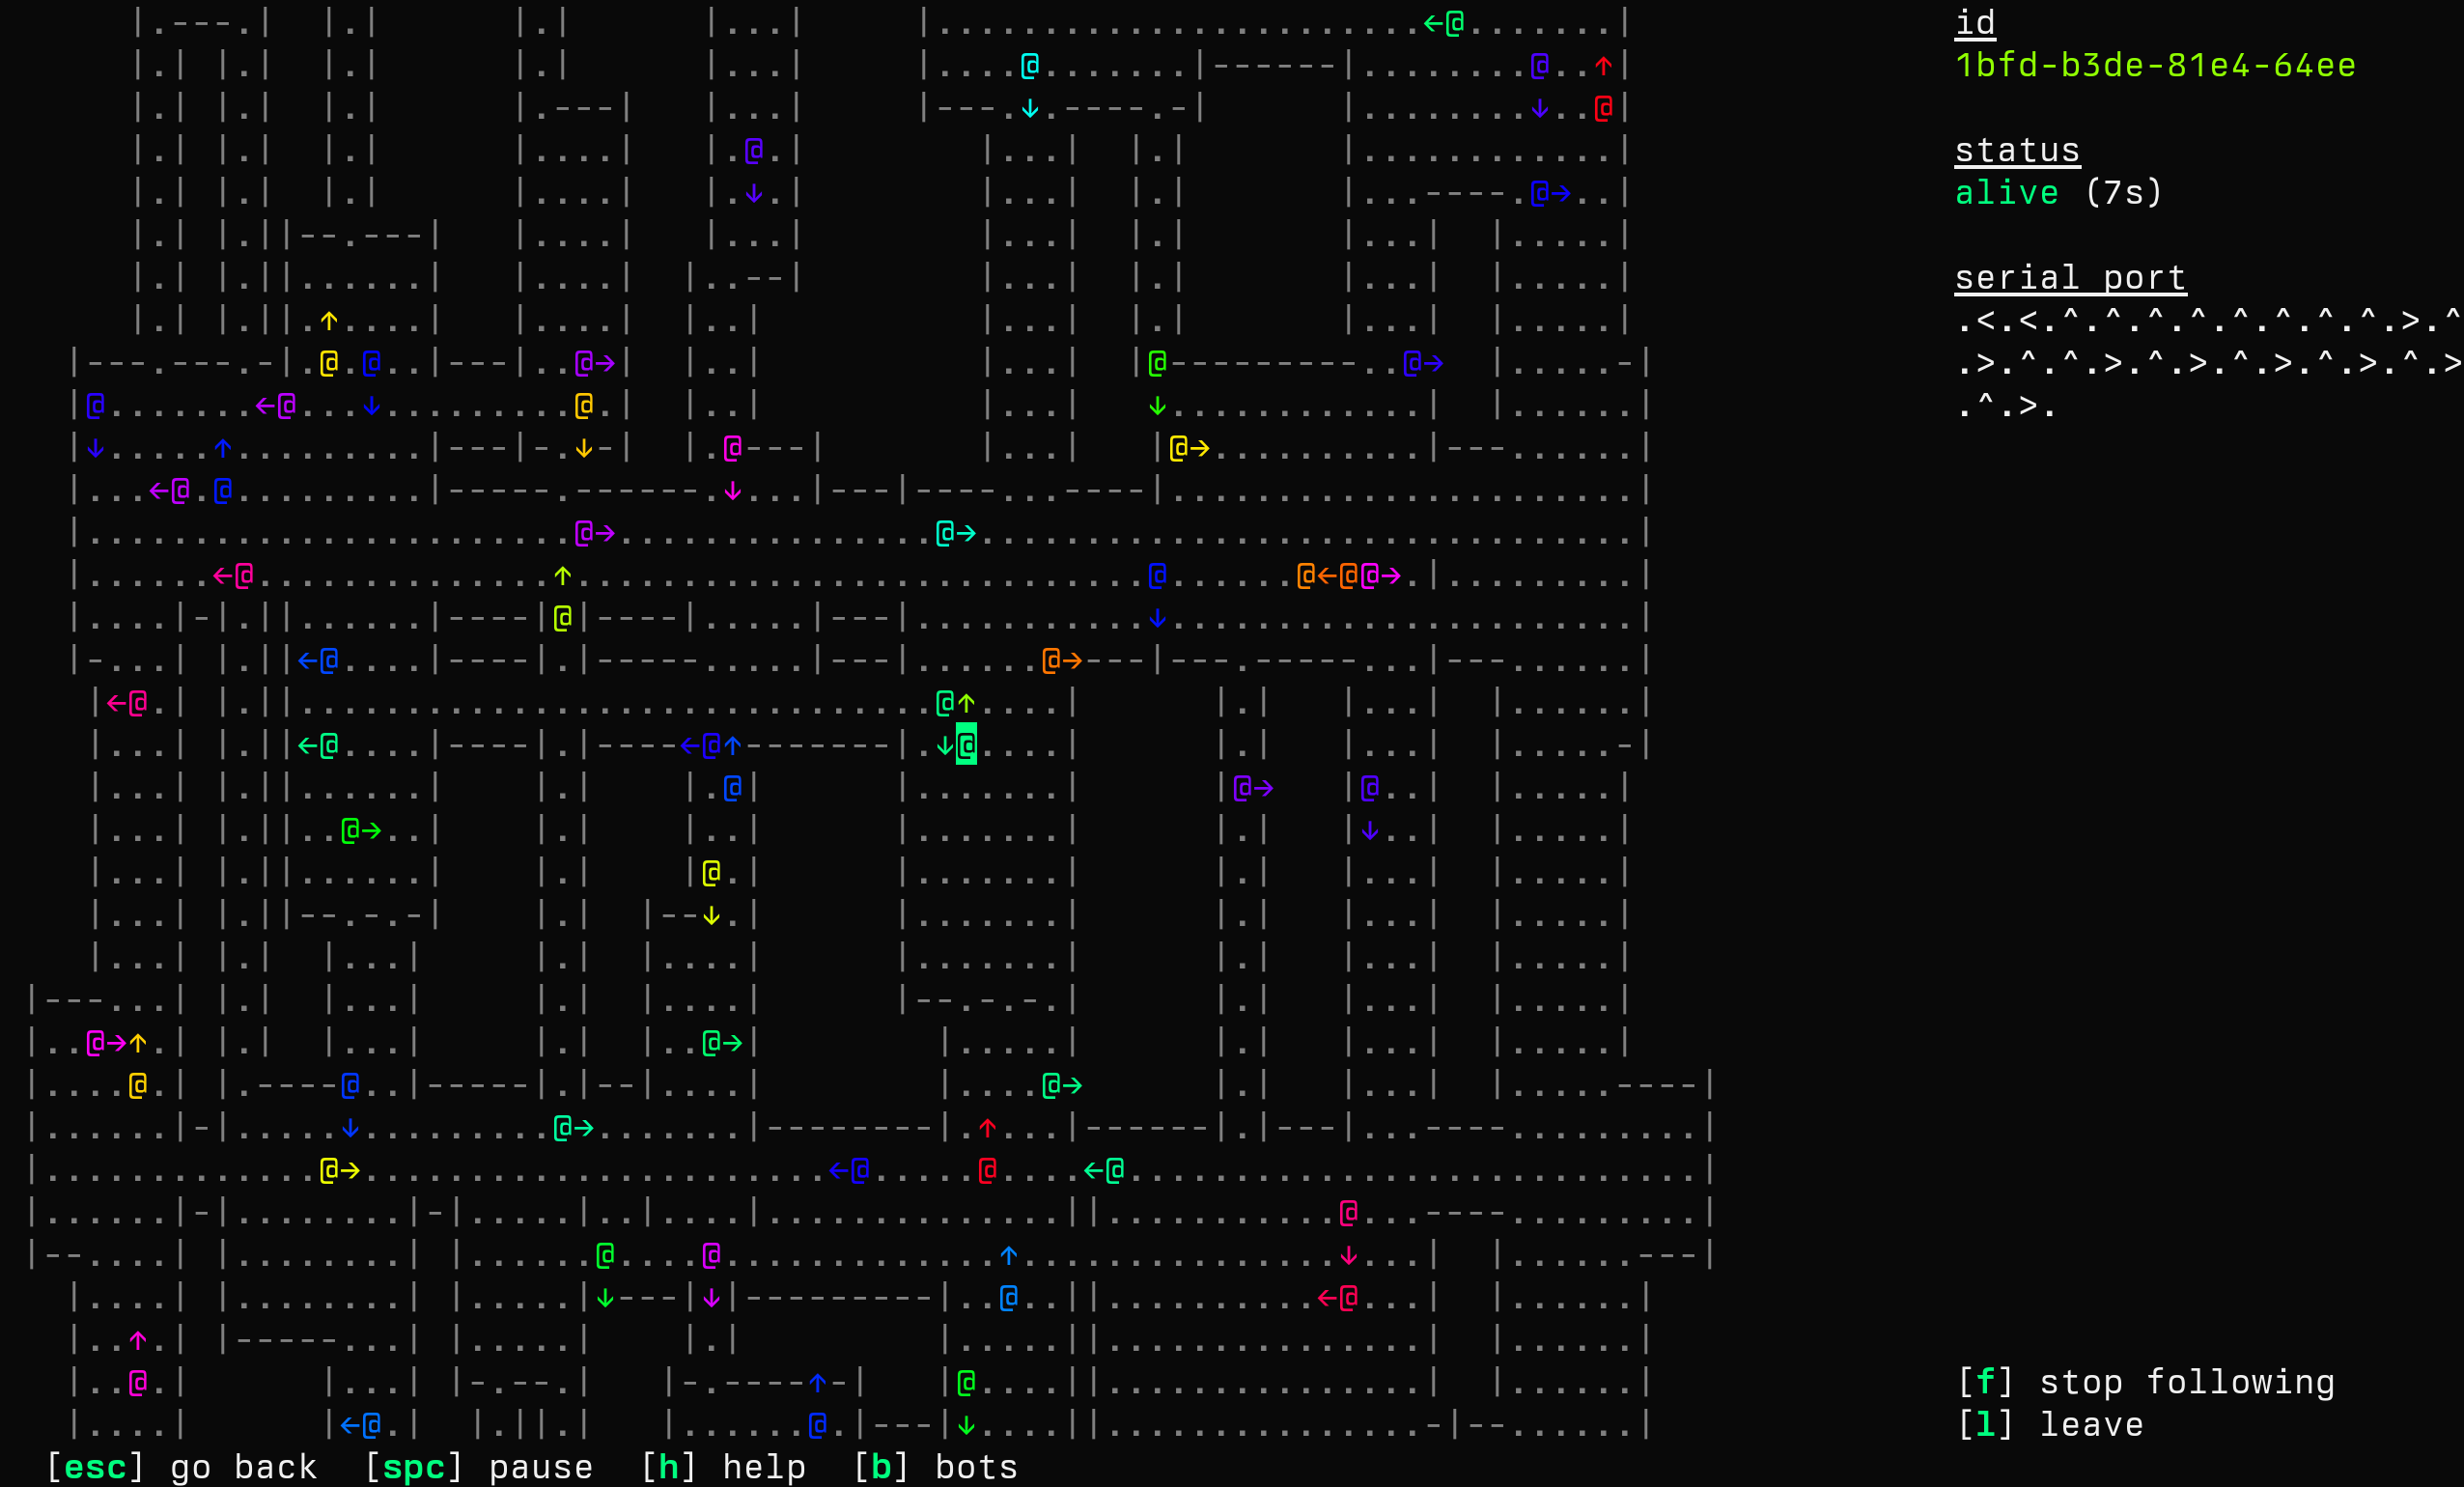 id
1bfd-b3de-81e4-64ee
status
alive (7s)
serial port
.<.<.^.^.^.^.^.^.^.^.>.^
.>.^.^.>.^.>.^.>.^.>.^.>
.^.>.
[f] stop following
[l] leave
[esc] go back [spc] pause [h] help [b] bots